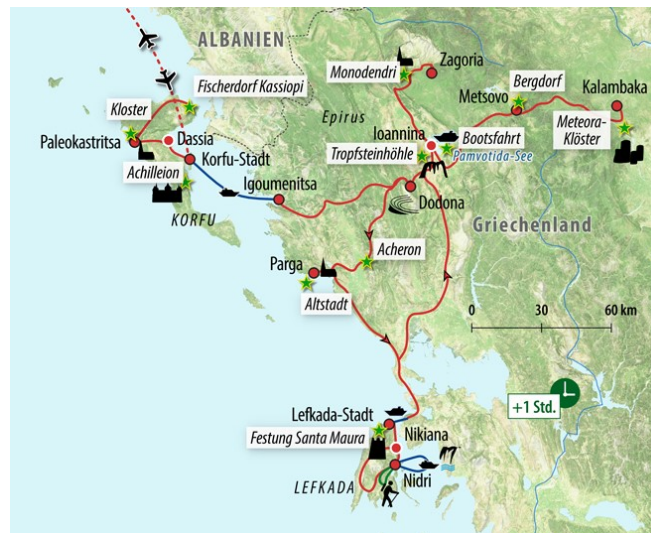 ALBANIEN
Zagoria
Monodendri
Fischerdorf Kassiopi
Bergdorf
Kalambaka
Metsovo
Kloster
Epirus
Ioannina
Bootsfahrt
Meteora-
Klöster
Paleokastritsa
Dassia
Korfu-Stadt
Tropfsteinhöhle
Pamvotida-See
Achilleion
Igoumenitsa
Dodona
KORFU
Griechenland
Acheron
Parga
Altstadt
0
30
60 km
+1 Std.
Lefkada-Stadt
Festung Santa Maura
Nikiana
LEFKADA
Nidri